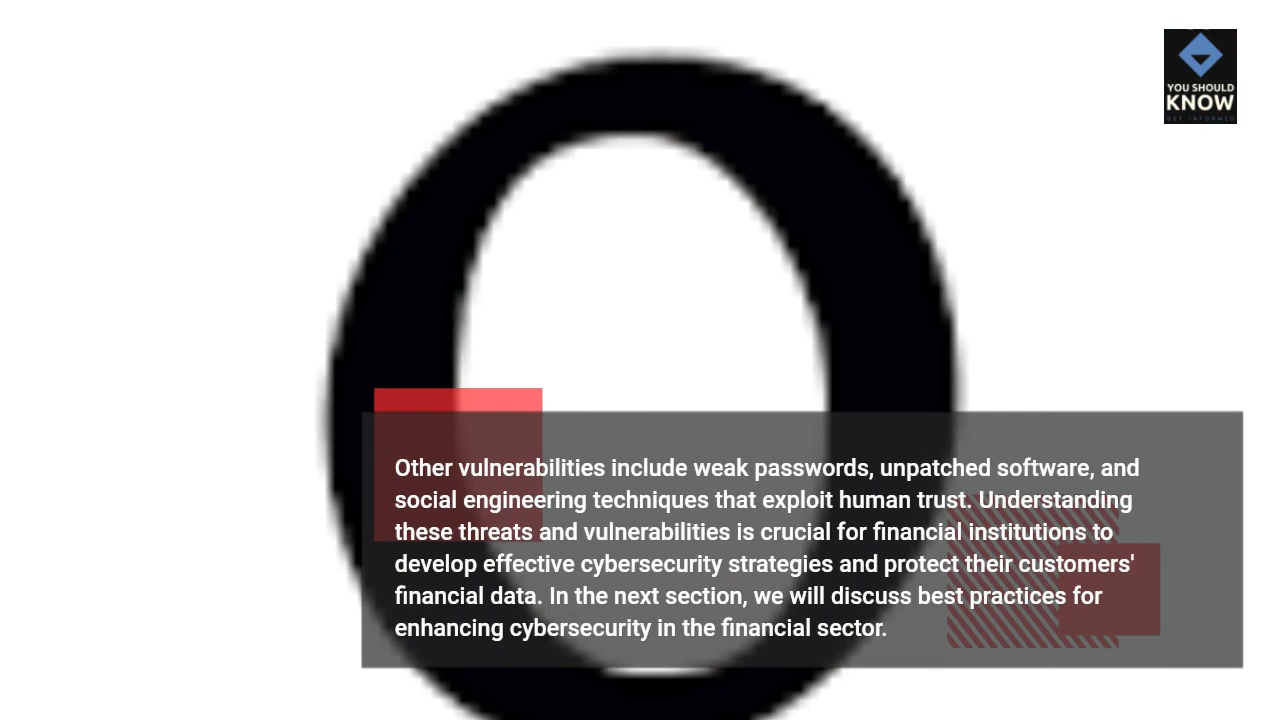 O
YOU SHOULD
KNOW
GET INFORMED
Other vulnerabilities include weak passwords, unpatched software, and
social engineering techniques that exploit human trust. Understanding
these threats and vulnerabilities is crucial for financial institutions to
develop effective cybersecurity strategies and protect their customers'
financial data. In the next section, we will discuss best practices for
enhancing cybersecurity in the financial sector.